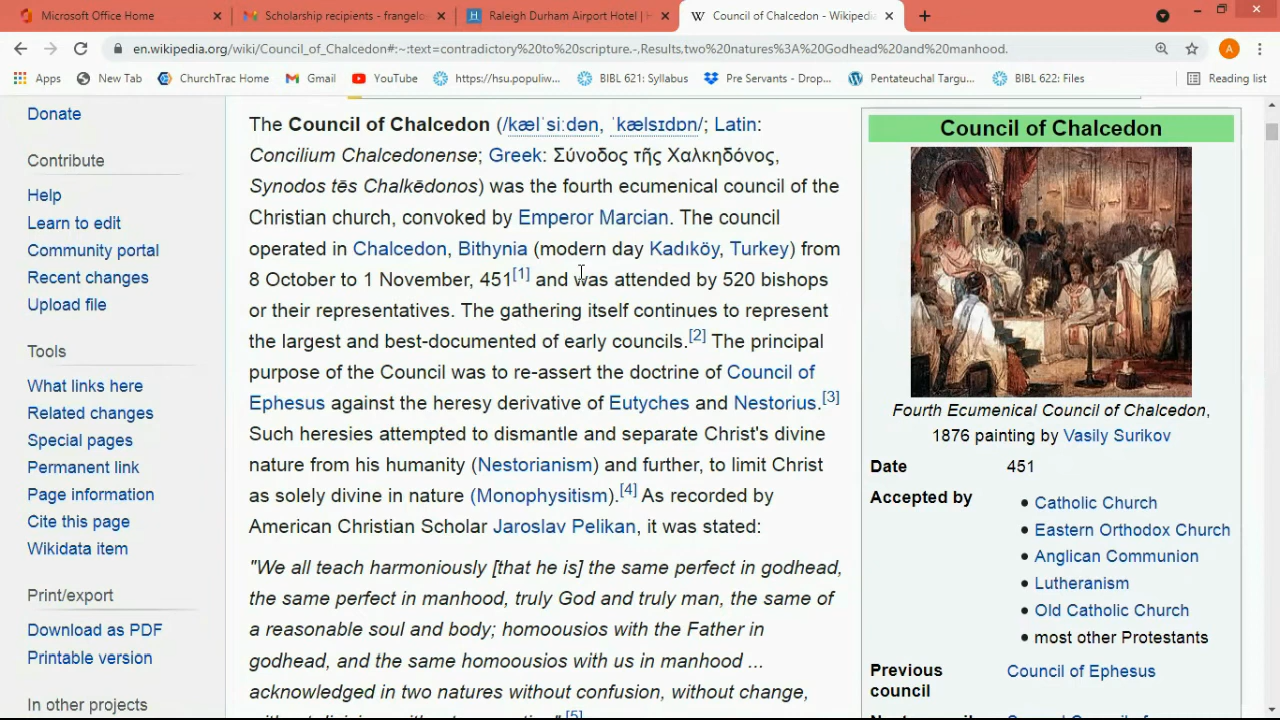 Microsoft Office Home
Scholarship recipients - frangelo
Raleigh Durham Airport Hotel | H
Council of Chalcedon - Wikipedia
en.wikipedia.org/wiki/Council_of_Chalcedon#:~:text=contradictory%20to%20scripture.-,Results,two%20natures%3A%20Godhead%20and%20manhood.
A
Apps
New Tab
ChurchTrac Home
Gmail
YouTube
https://hsu.populiw...
BIBL 621: Syllabus
Pre Servants - Drop...
Pentateuchal Targu...
BIBL 622: Files
Reading list
Donate
Contribute
Help
Learn to edit
Community portal
Recent changes
Upload file
Tools
What links here
Related changes
Special pages
Permanent link
Page information
Cite this page
Wikidata item
Print/export
Download as PDF
Printable version
In other projects
The Council of Chalcedon (/kælˈsiːdən, ˈkælsɪdɒn/; Latin:
Concilium Chalcedonense; Greek: Σύνοδος τῆς Χαλκηδόνος,
Synodos tēs Chalkēdonos) was the fourth ecumenical council of the
Christian church, convoked by Emperor Marcian. The council
operated in Chalcedon, Bithynia (modern day Kadıköy, Turkey) from
8 October to 1 November, 451[1] and was attended by 520 bishops
or their representatives. The gathering itself continues to represent
the largest and best-documented of early councils.[2] The principal
purpose of the Council was to re-assert the doctrine of Council of
Ephesus against the heresy derivative of Eutyches and Nestorius.[3]
Such heresies attempted to dismantle and separate Christ's divine
nature from his humanity (Nestorianism) and further, to limit Christ
as solely divine in nature (Monophysitism).[4] As recorded by
American Christian Scholar Jaroslav Pelikan, it was stated:
"We all teach harmoniously [that he is] the same perfect in godhead,
the same perfect in manhood, truly God and truly man, the same of
a reasonable soul and body; homoousios with the Father in
godhead, and the same homoousios with us in manhood ...
acknowledged in two natures without confusion, without change,
[5]
Council of Chalcedon
Fourth Ecumenical Council of Chalcedon,
1876 painting by Vasily Surikov
Date 451
Accepted by
Catholic Church
Eastern Orthodox Church
Anglican Communion
Lutheranism
Old Catholic Church
most other Protestants
Previous council Council of Ephesus